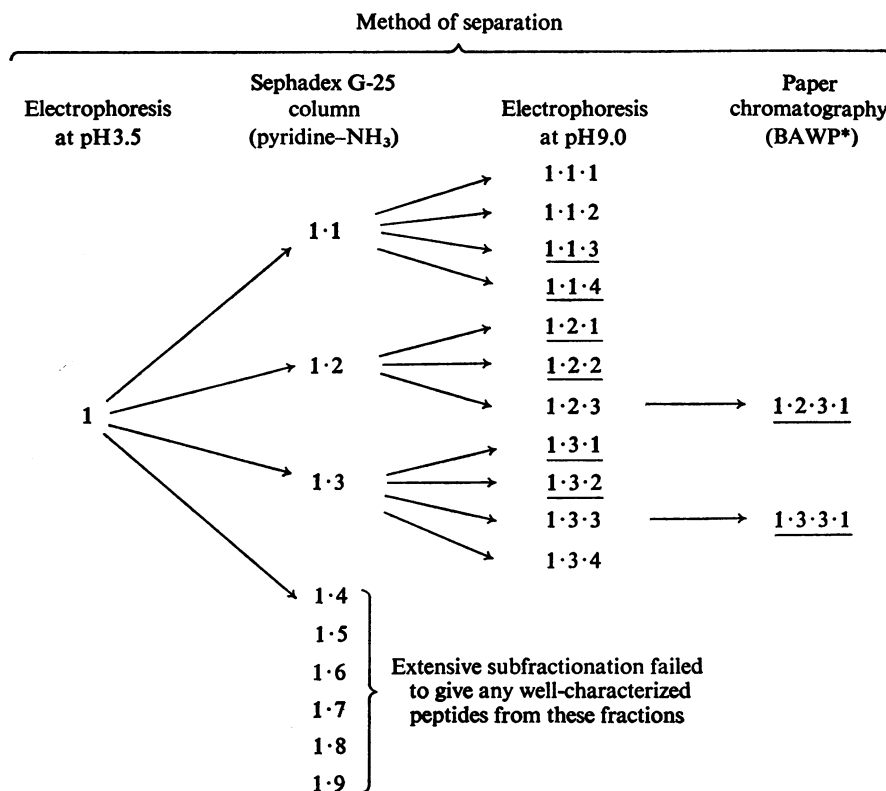 Method of separation
Electrophoresis
at pH3.5
Sephadex G-25
column
(pyridine–NH₃)
Electrophoresis
at pH9.0
Paper
chromatography
(BAWP*)
1
1·1
1·2
1·3
1·4
1·5
1·6
1·7
1·8
1·9
1·1·1
1·1·2
1·1·3
1·1·4
1·2·1
1·2·2
1·2·3
1·3·1
1·3·2
1·3·3
1·3·4
1·2·3·1
1·3·3·1
Extensive subfractionation failed
to give any well-characterized
peptides from these fractions